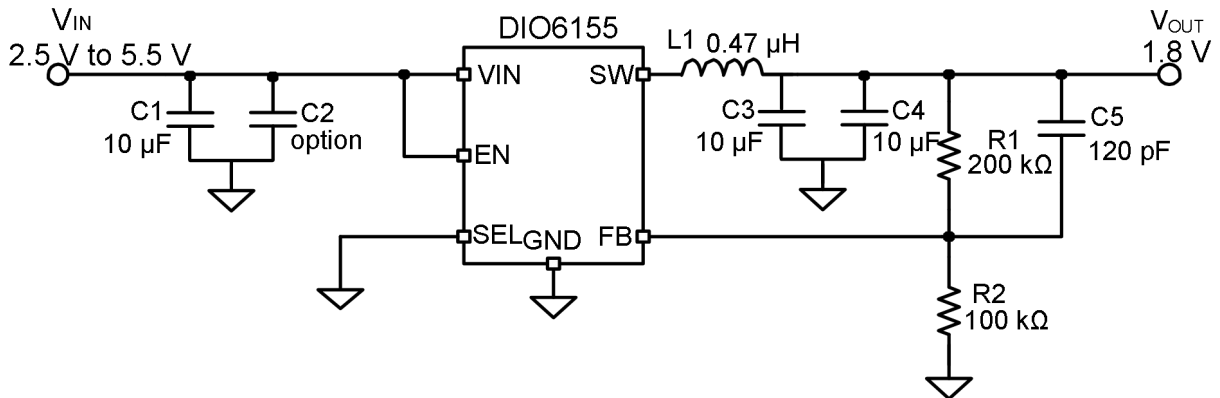 VIN
2.5 V to 5.5 V
DIO6155
L1 0.47 µH
VOUT
1.8 V
VIN
SW
C1
10 µF
C2
option
C3
10 µF
C4
10 µF
R1
200 kΩ
C5
120 pF
EN
SEL
GND
FB
R2
100 kΩ